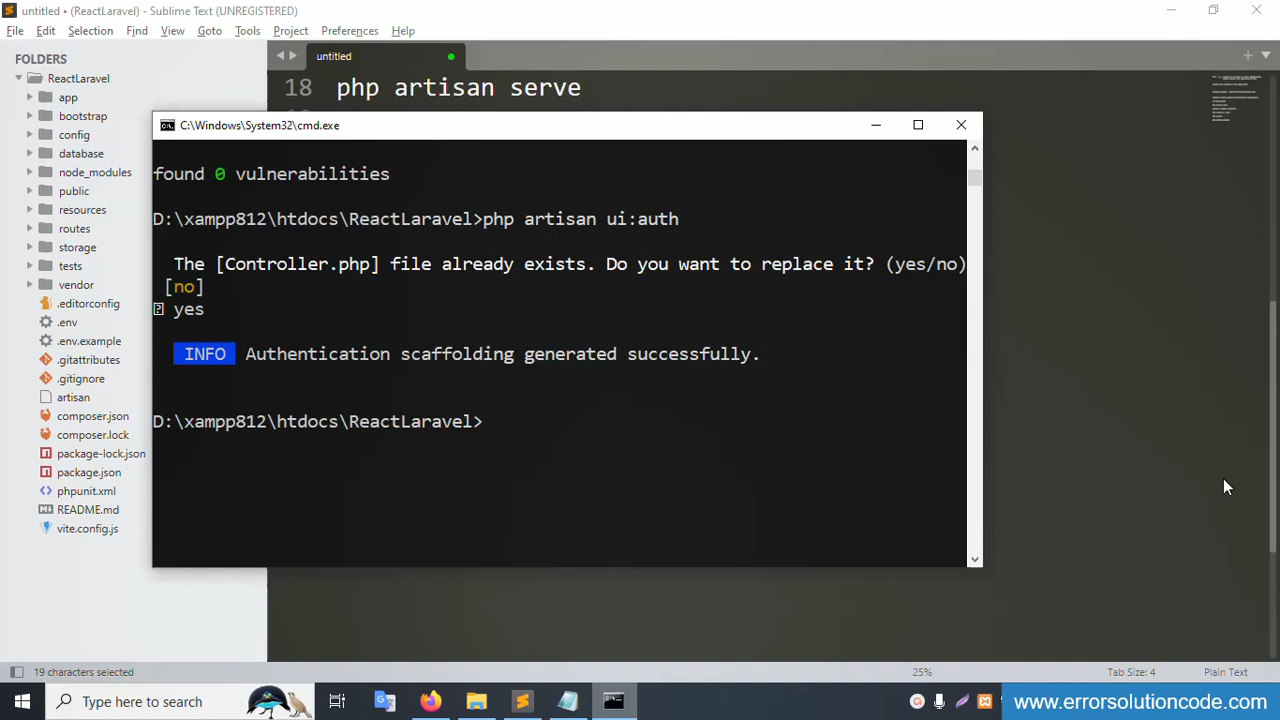 untitled • (ReactLaravel) - Sublime Text (UNREGISTERED)
File Edit Selection Find View Goto Tools Project Preferences Help
FOLDERS
ReactLaravel
app
bootstrap
config
database
node_modules
public
resources
routes
storage
tests
vendor
.editorconfig
.env
.env.example
.gitattributes
.gitignore
artisan
composer.json
composer.lock
package-lock.json
package.json
phpunit.xml
README.md
vite.config.js
untitled
18 php artisan serve
C:\Windows\System32\cmd.exe
found 0 vulnerabilities
D:\xampp812\htdocs\ReactLaravel>php artisan ui:auth
The [Controller.php] file already exists. Do you want to replace it? (yes/no)
[no]
yes
INFO Authentication scaffolding generated successfully.
D:\xampp812\htdocs\ReactLaravel>
19 characters selected
25%
Tab Size: 4
Plain Text
Type here to search
www.errorsolutioncode.com